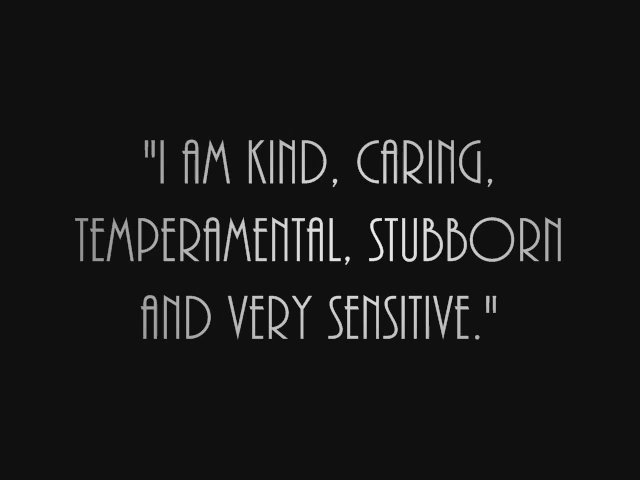 "I AM KIND, CARING,
TEMPERAMENTAL, STUBBORN
AND VERY SENSITIVE."